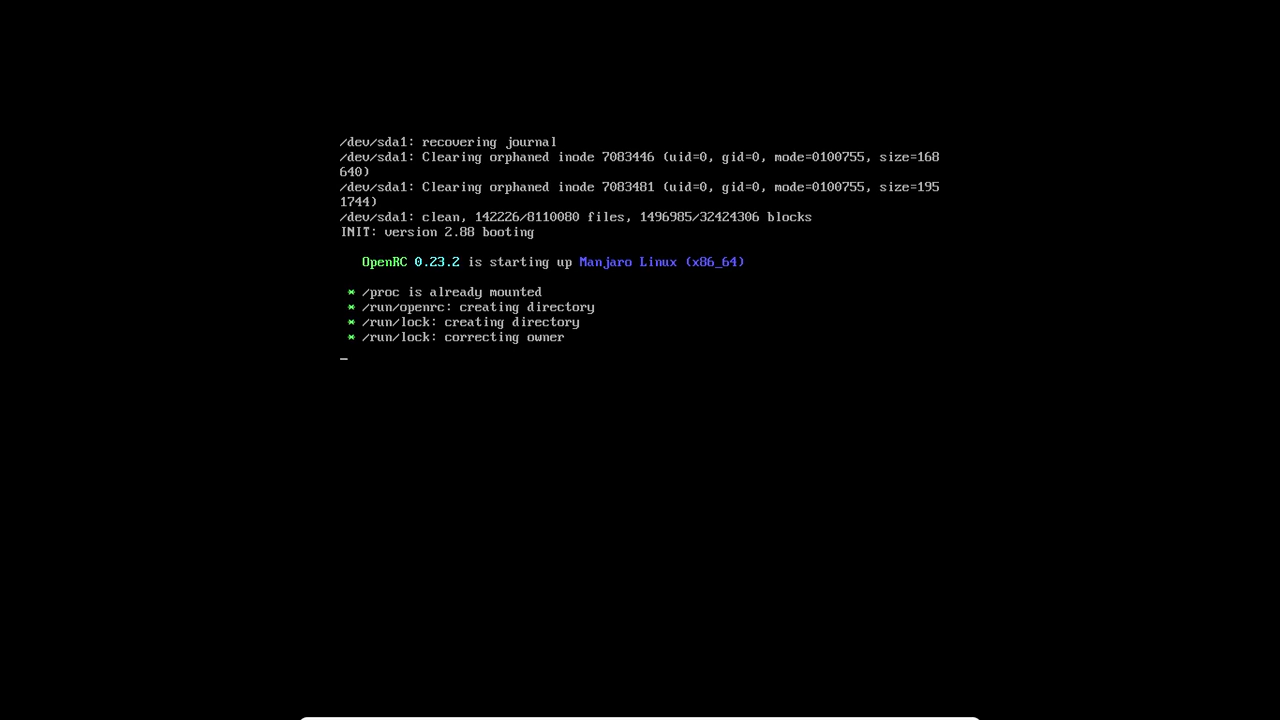 /dev/sda1: recovering journal
/dev/sda1: Clearing orphaned inode 7083446 (uid=0, gid=0, mode=0100755, size=168
640)
/dev/sda1: Clearing orphaned inode 7083481 (uid=0, gid=0, mode=0100755, size=195
1744)
/dev/sda1: clean, 142226/8110080 files, 1496985/32424306 blocks
INIT: version 2.88 booting
OpenRC 0.23.2 is starting up Manjaro Linux (x86_64)
* /proc is already mounted
* /run/openrc: creating directory
* /run/lock: creating directory
* /run/lock: correcting owner
_